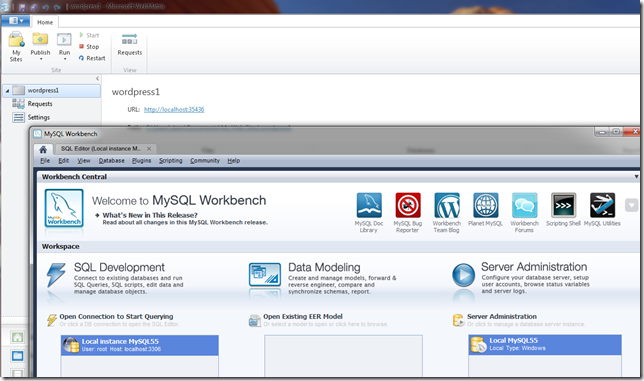 wordpress1 - Microsoft WebMatrix
Home
My Sites
Publish
Run
Start
Stop
Restart
Requests
Site
View
wordpress1
Requests
Settings
wordpress1
URL: http://localhost:35436
MySQL Workbench
SQL Editor (Local instance M...
File Edit View Database Plugins Scripting Community Help
Workbench Central
Welcome to MySQL Workbench
What's New in This Release?
Read about all changes in this MySQL Workbench release.
MySQL Doc Library
MySQL Bug Reporter
Workbench Team Blog
Planet MySQL
Workbench Forums
Scripting Shell
MySQL Utilities
MySQL
Workbench
Workspace
SQL Development
Connect to existing databases and run
SQL Queries, SQL scripts, edit data and
manage database objects.
Data Modeling
Create and manage models, forward &
reverse engineer, compare and
synchronize schemas, report.
Server Administration
Configure your database server, setup
user accounts, browse status variables
and server logs.
Open Connection to Start Querying
Or click a DB connection to open the SQL Editor.
Open Existing EER Model
Or select a model to open or click here to browse.
Server Administration
Or click to manage a database server instance
Local instance MySQL55
User: root Host: localhost:3306
Local MySQL55
Local Type: Windows